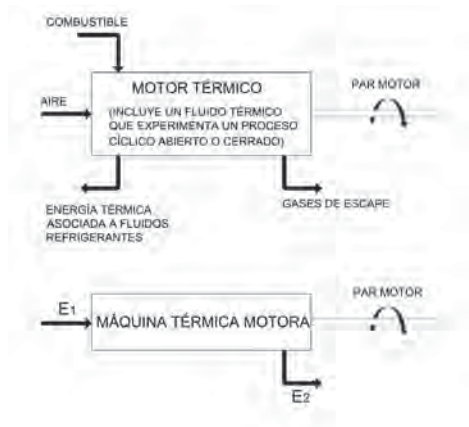 COMBUSTIBLE
MOTOR TÉRMICO
PAR MOTOR
AIRE
(INCLUYE UN FLUIDO TÉRMICO
QUE EXPERIMENTA UN PROCESO
CÍCLICO ABIERTO O CERRADO)
ENERGÍA TÉRMICA
ASOCIADA A FLUIDOS
REFRIGERANTES
GASES DE ESCAPE
PAR MOTOR
E1
MÁQUINA TÉRMICA MOTORA
E2